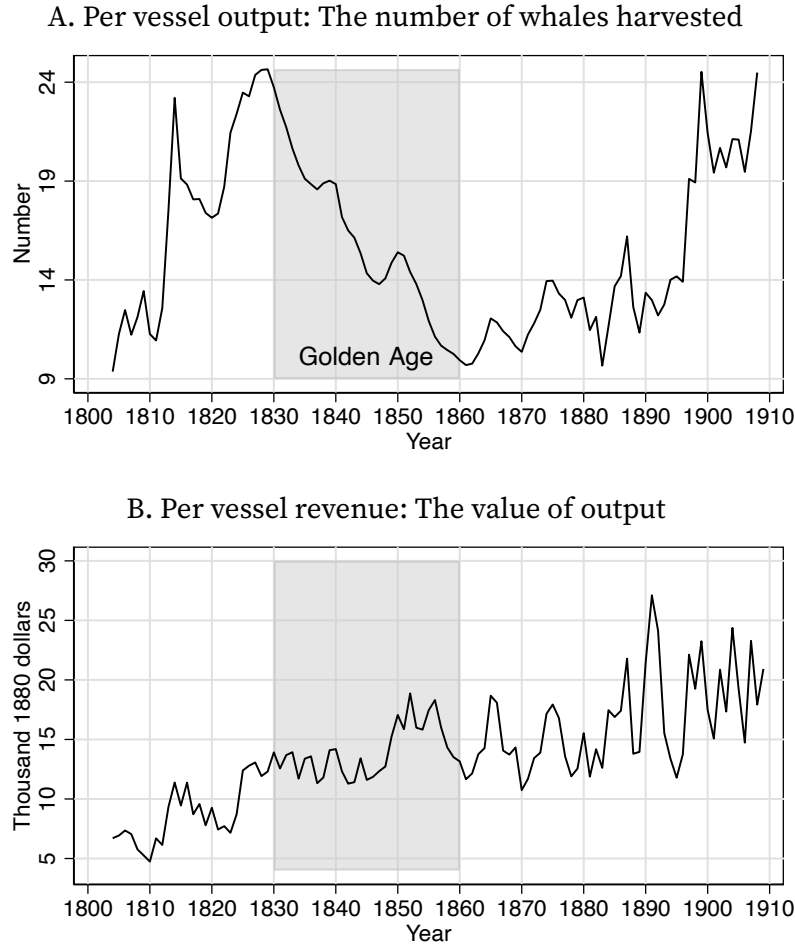 A. Per vessel output: The number of whales harvested
24
19
14
9
Number
Golden Age
1800 1810 1820 1830 1840 1850 1860 1870 1880 1890 1900 1910
Year
B. Per vessel revenue: The value of output
30
25
20
15
10
5
Thousand 1880 dollars
1800 1810 1820 1830 1840 1850 1860 1870 1880 1890 1900 1910
Year